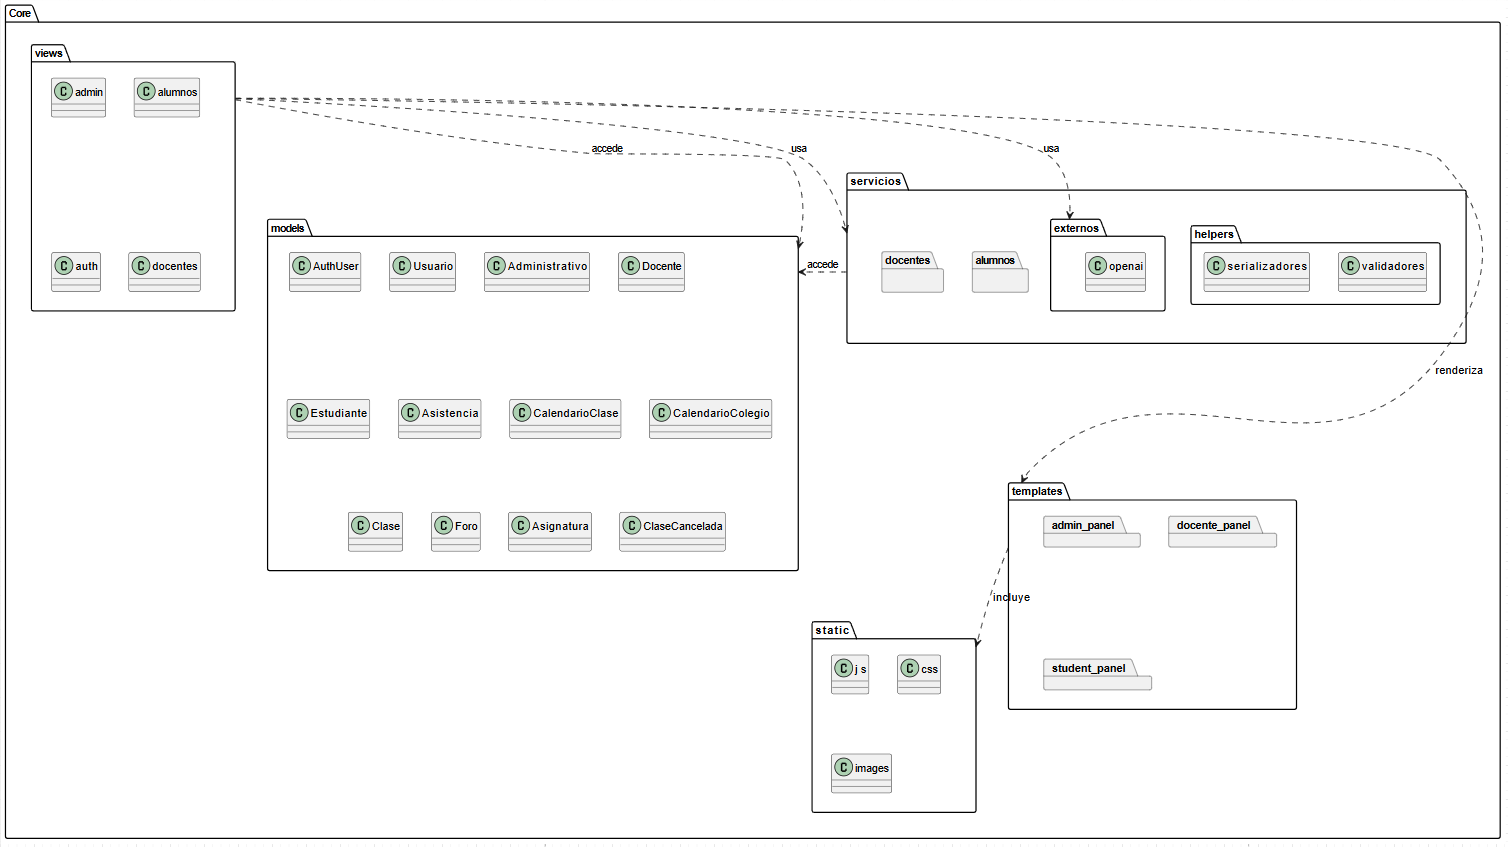 Core
views
C admin
C alumnos
C auth
C docentes
accede
usa
usa
servicios
docentes
alumnos
externos
C openai
helpers
C serializadores
C validadores
accede
models
C AuthUser
C Usuario
C Administrativo
C Docente
C Estudiante
C Asistencia
C CalendarioClase
C CalendarioColegio
C Clase
C Foro
C Asignatura
C ClaseCancelada
renderiza
templates
admin_panel
docente_panel
student_panel
incluye
static
C js
C css
C images